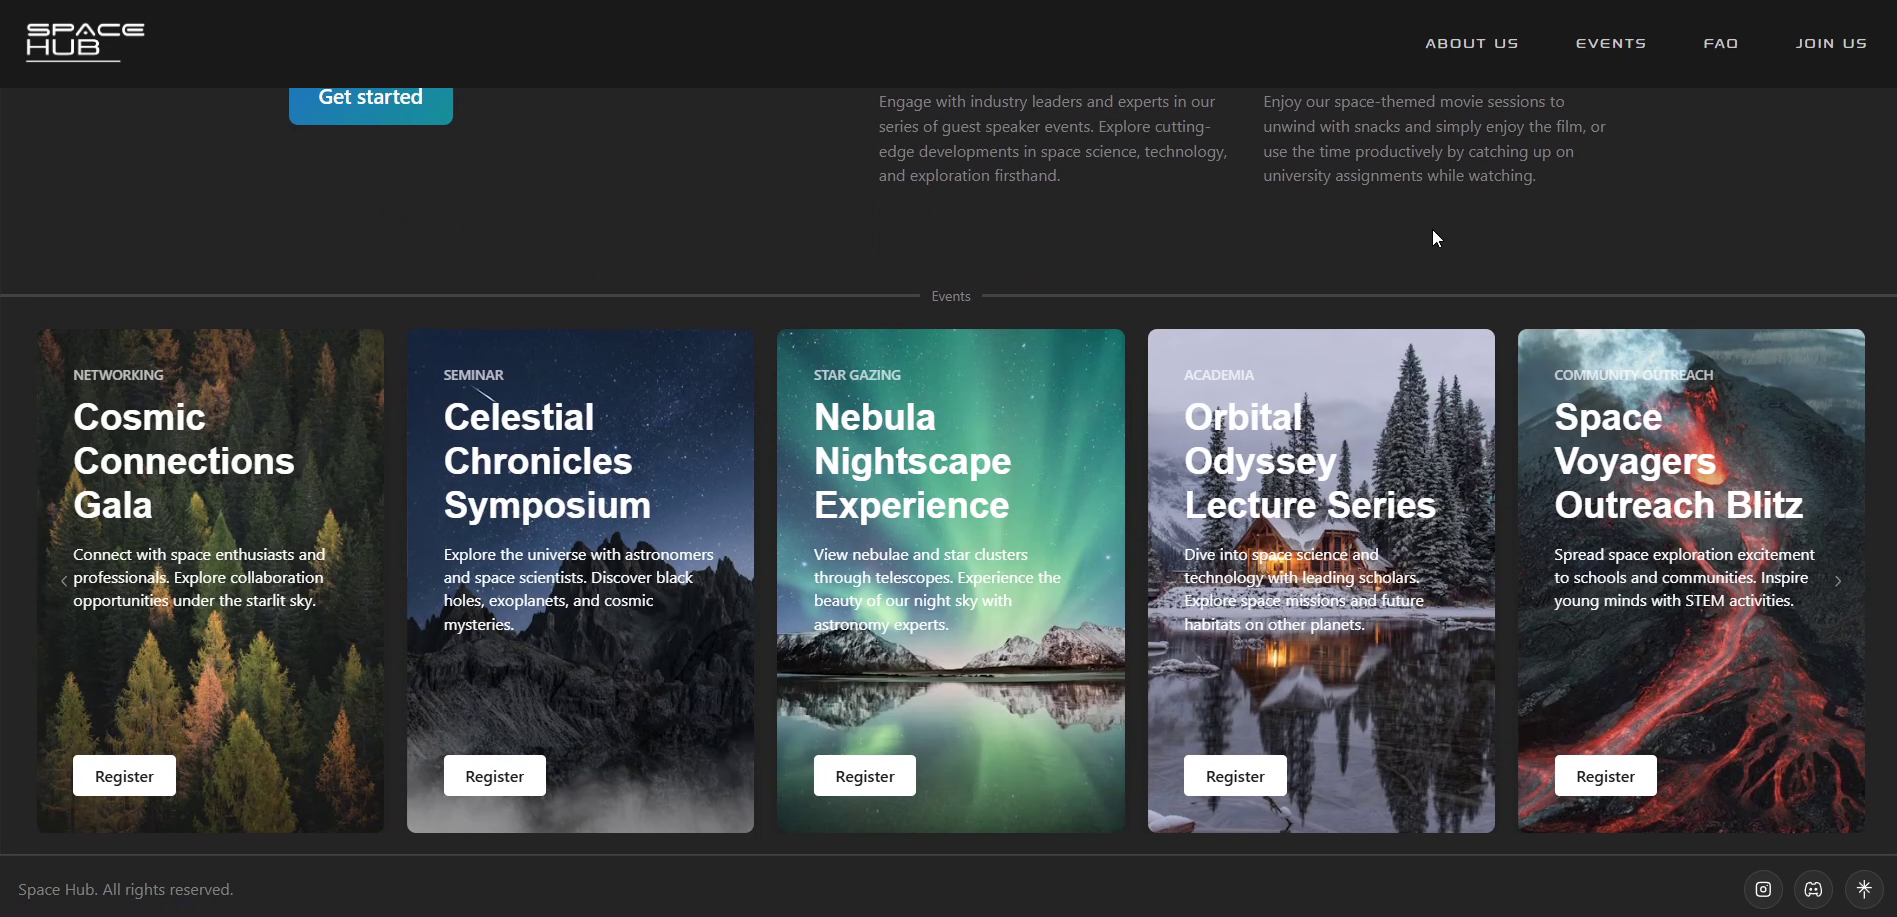 SPACE
HUB
ABOUT US
EVENTS
FAQ
JOIN US
Get started
Engage with industry leaders and experts in our
series of guest speaker events. Explore cutting-
edge developments in space science, technology,
and exploration firsthand.
Enjoy our space-themed movie sessions to
unwind with snacks and simply enjoy the film, or
use the time productively by catching up on
university assignments while watching.
Events
NETWORKING
Cosmic
Connections
Gala
Connect with space enthusiasts and
professionals. Explore collaboration
opportunities under the starlit sky.
Register
SEMINAR
Celestial
Chronicles
Symposium
Explore the universe with astronomers
and space scientists. Discover black
holes, exoplanets, and cosmic
mysteries.
Register
STAR GAZING
Nebula
Nightscape
Experience
View nebulae and star clusters
through telescopes. Experience the
beauty of our night sky with
astronomy experts.
Register
ACADEMIA
Orbital
Odyssey
Lecture Series
Dive into space science and
technology with leading scholars.
Explore space missions and future
habitats on other planets.
Register
COMMUNITY OUTREACH
Space
Voyagers
Outreach Blitz
Spread space exploration excitement
to schools and communities. Inspire
young minds with STEM activities.
Register
Space Hub. All rights reserved.